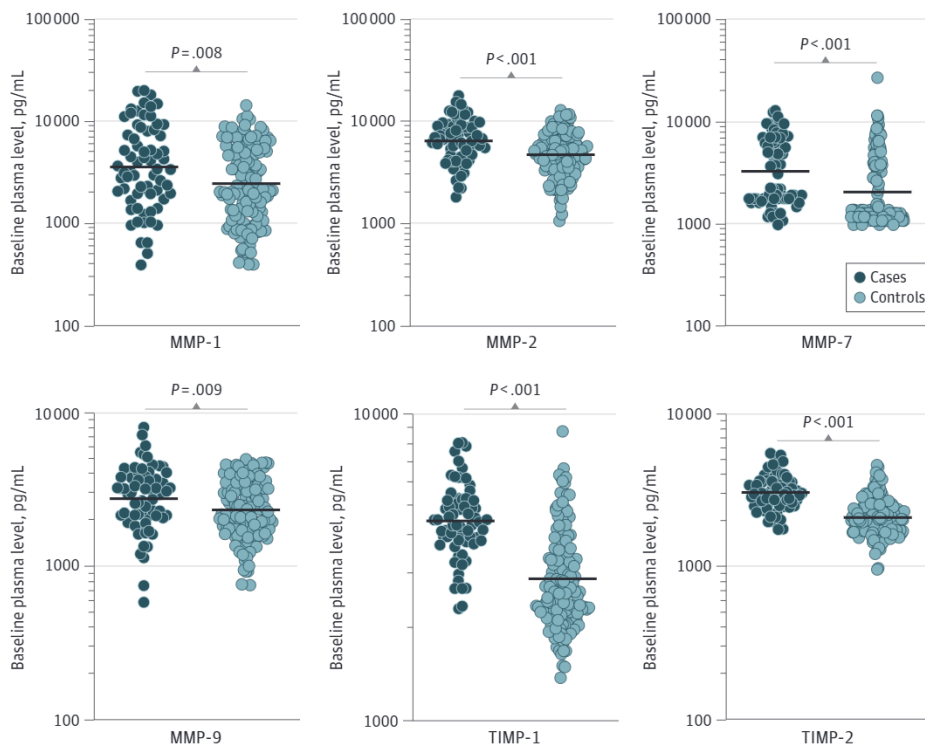 Baseline plasma level, pg/mL
100000
10000
1000
100
P = .008
MMP-1
Baseline plasma level, pg/mL
100000
10000
1000
100
P < .001
MMP-2
Baseline plasma level, pg/mL
100000
10000
1000
100
P < .001
Cases
Controls
MMP-7
Baseline plasma level, pg/mL
10000
1000
100
P = .009
MMP-9
Baseline plasma level, pg/mL
10000
1000
P < .001
TIMP-1
Baseline plasma level, pg/mL
10000
1000
100
P < .001
TIMP-2